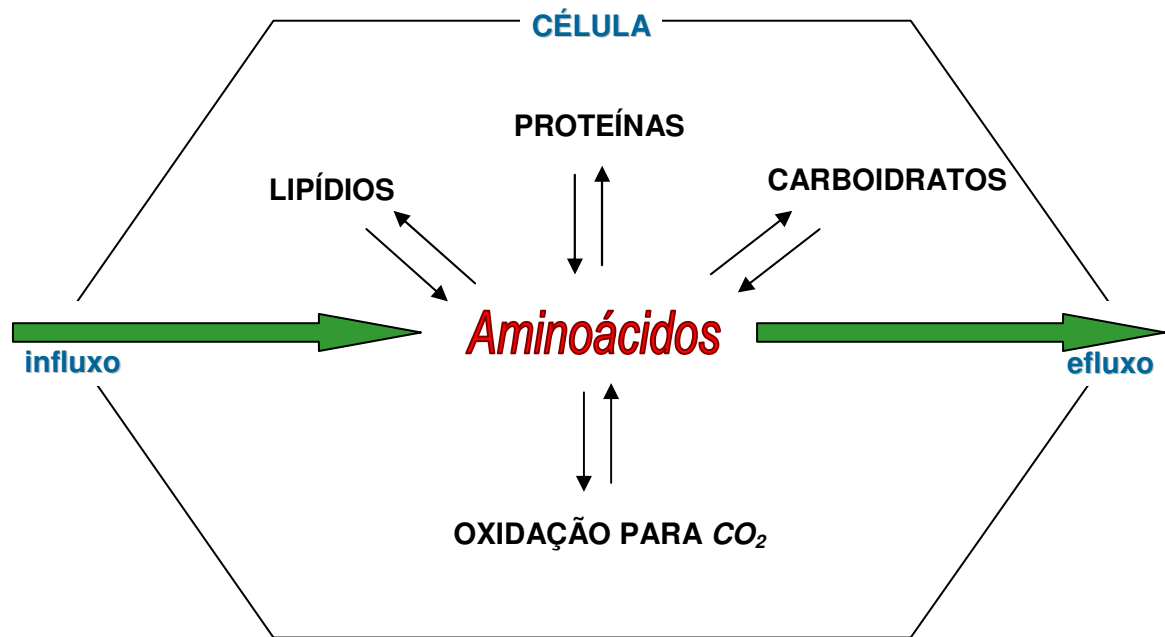 CÉLULA
PROTEÍNAS
LIPÍDIOS
CARBOIDRATOS
Aminoácidos
influxo
efluxo
OXIDAÇÃO PARA CO₂